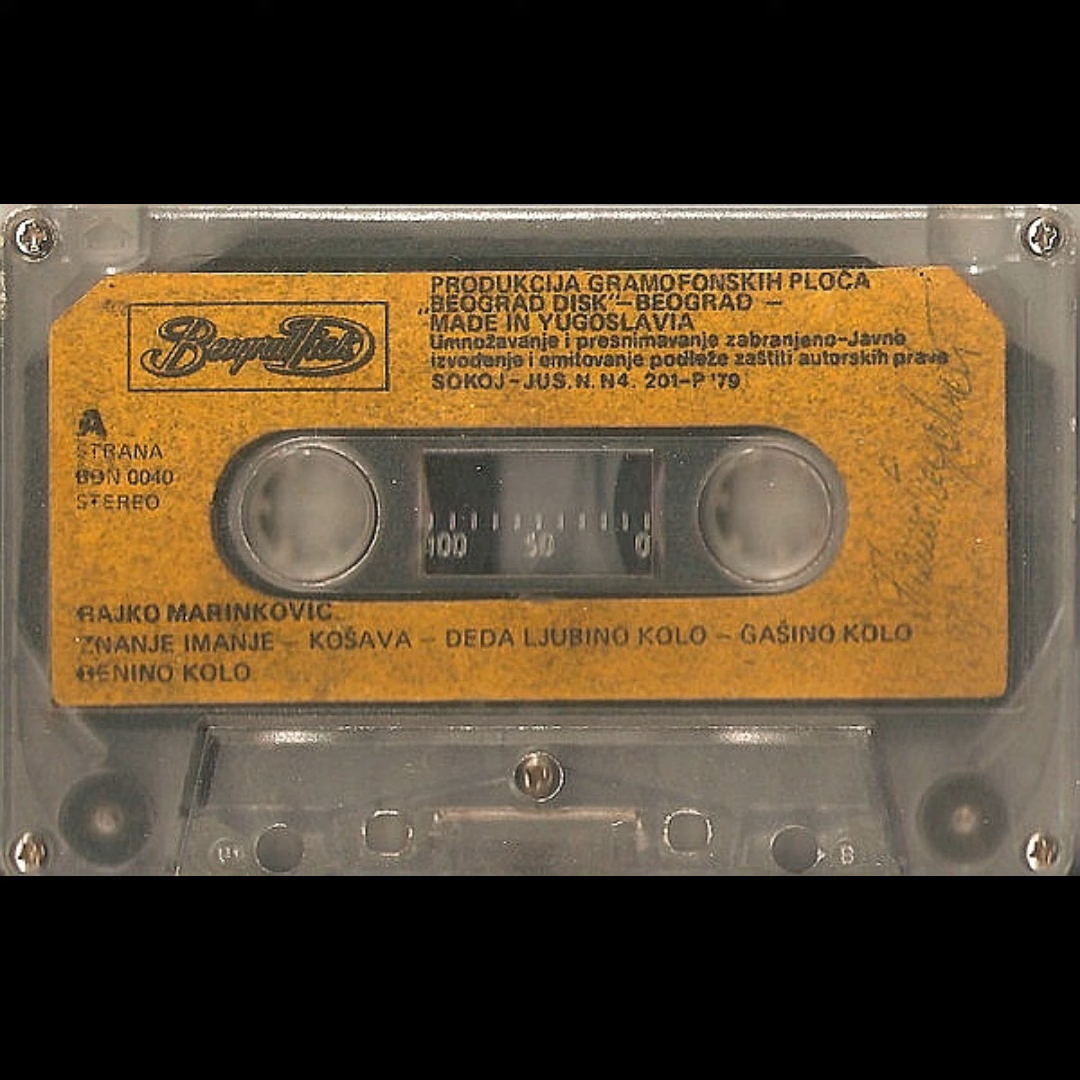 Beograd Disk
PRODUKCIJA GRAMOFONSKIH PLOČA
„BEOGRAD DISK"–BEOGRAD –
MADE IN YUGOSLAVIA
Umnožavanje i presnimavanje zabranjeno-Javno
izvođenje i emitovanje podleže zaštiti autorskih prava
SOKOJ-JUS. N. N4. 201-P '79
A
STRANA
BDN 0040
STEREO
100 50 0
RAJKO MARINKOVIĆ
ZNANJE IMANJE – KOŠAVA – DEDA LJUBINO KOLO – GAŠINO KOLO
ĐENINO KOLO
B